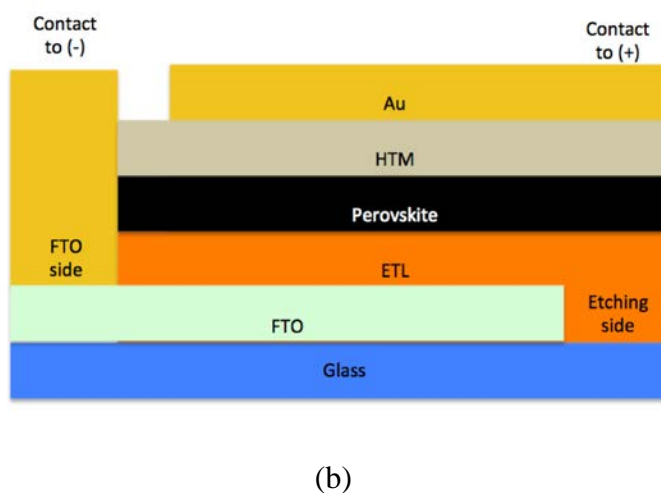 Contact
to (-)
Contact
to (+)
Au
HTM
Perovskite
FTO
side
ETL
Etching
side
FTO
Glass
(b)